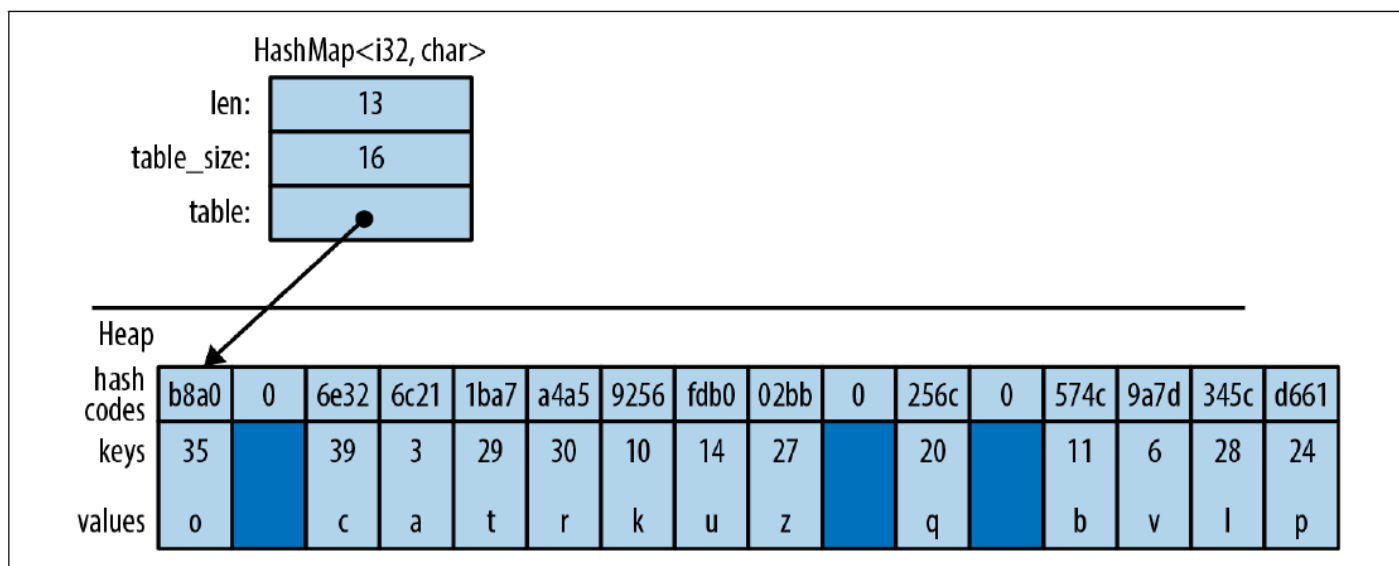 HashMap<i32, char>
len: 13
table_size: 16
table:
Heap
hash codes b8a0 0 6e32 6c21 1ba7 a4a5 9256 fdb0 02bb 0 256c 0 574c 9a7d 345c d661
keys 35 39 3 29 30 10 14 27 20 11 6 28 24
values o c a t r k u z q b v l p